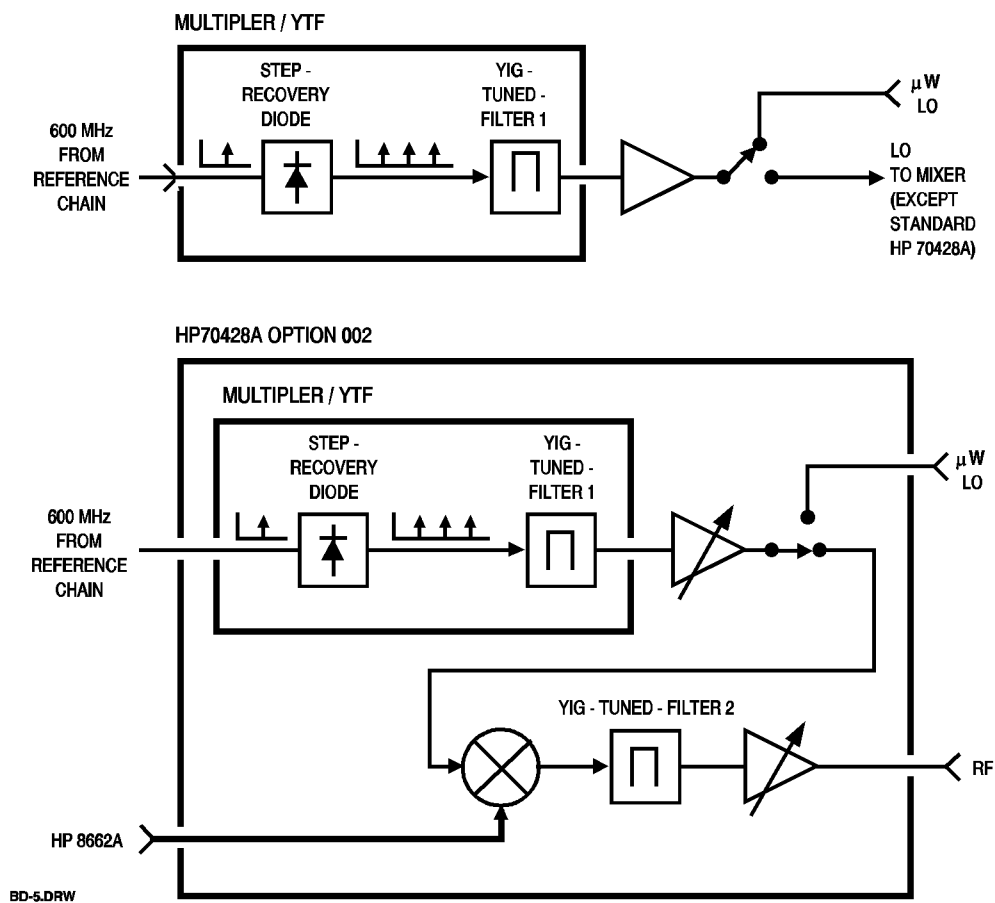 MULTIPLER / YTF
STEP -
RECOVERY
DIODE
YIG -
TUNED -
FILTER 1
600 MHz
FROM
REFERENCE
CHAIN
μW
LO
LO
TO MIXER
(EXCEPT
STANDARD
HP 70428A)
HP70428A OPTION 002
MULTIPLER / YTF
STEP -
RECOVERY
DIODE
YIG -
TUNED -
FILTER 1
600 MHz
FROM
REFERENCE
CHAIN
μW
LO
YIG - TUNED - FILTER 2
RF
HP 8662A
BD-5.DRW